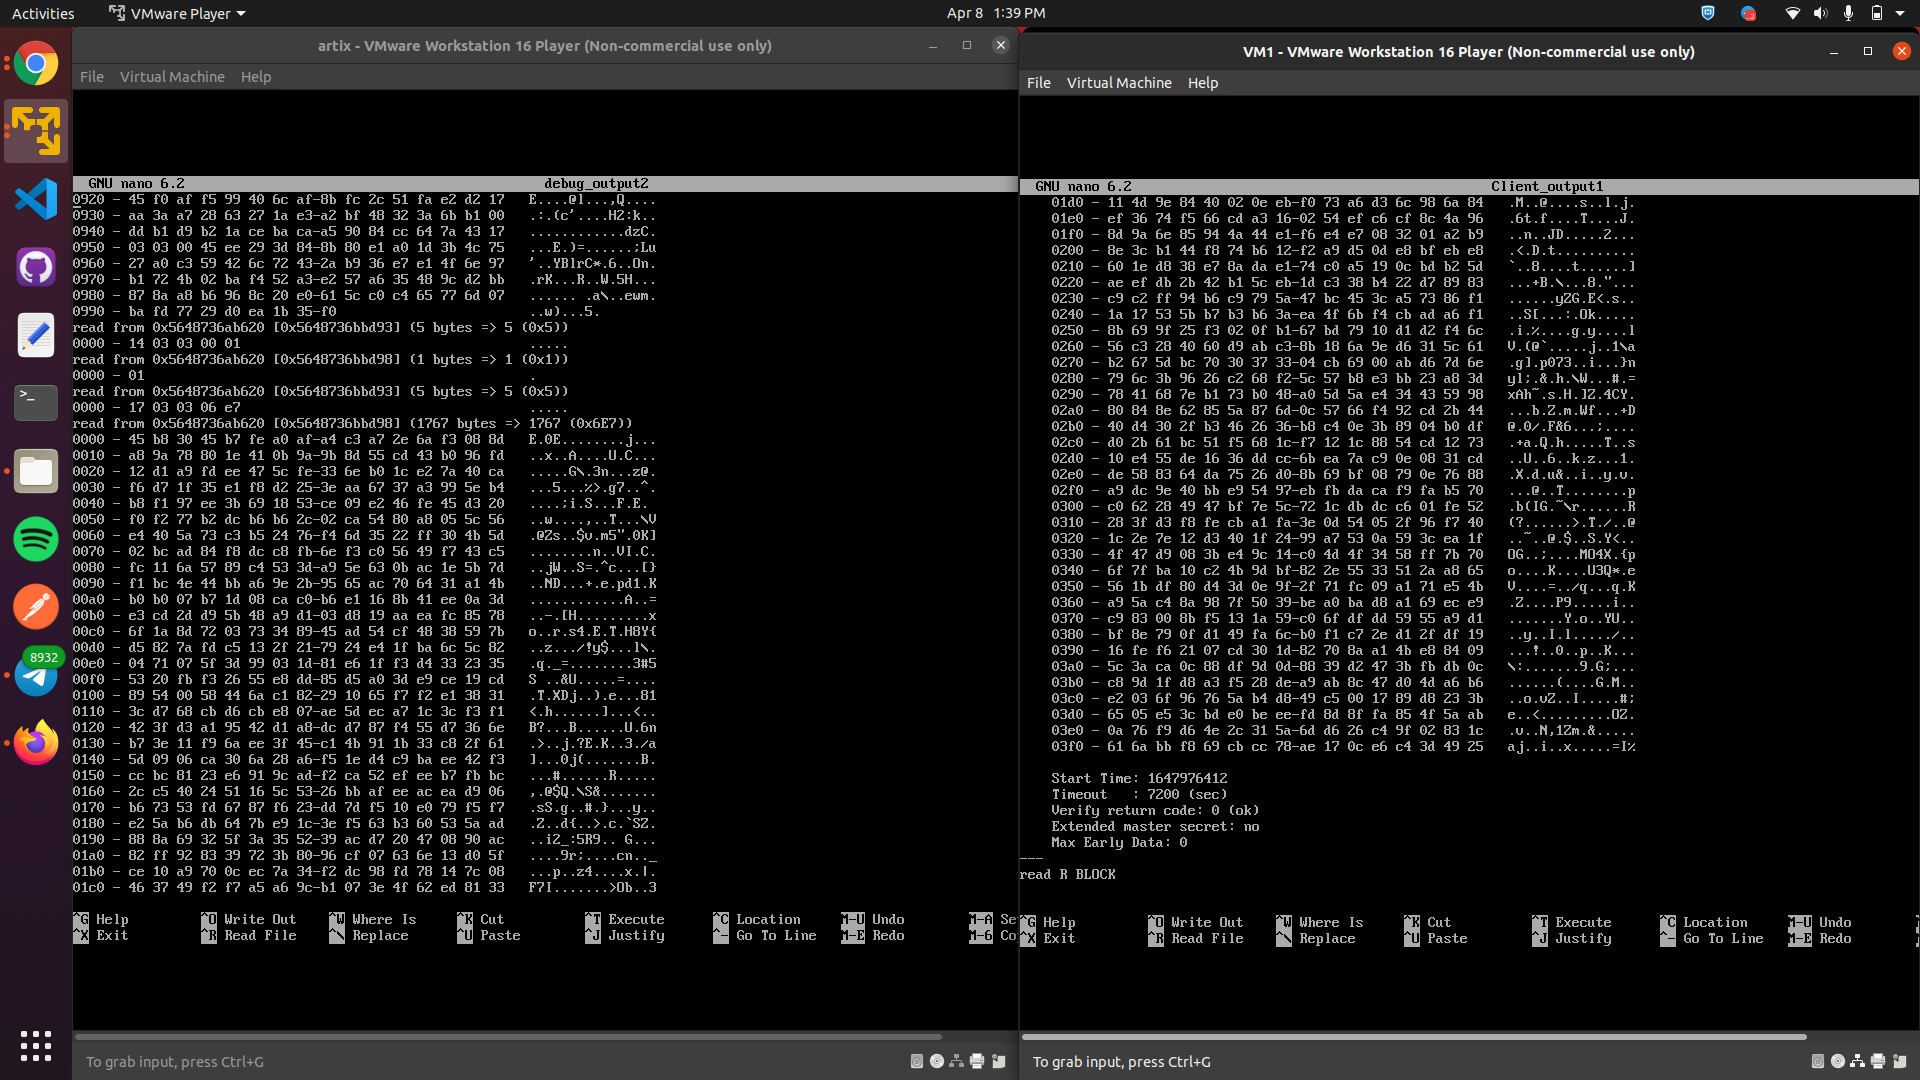 Activities
VMware Player
Apr 8 1:39 PM
artix - VMware Workstation 16 Player (Non-commercial use only)
File Virtual Machine Help
GNU nano 6.2 debug_output2
0920 - 45 f0 af f5 99 40 6c af-8b fc 2c 51 fa e2 d2 17 E....@l...,Q....
0930 - aa 3a a7 28 63 27 1a e3-a2 bf 48 32 3a 6b b1 00 .:.(c'....H2:k..
0940 - dd b1 d9 b2 1a ce ba ca-a5 90 84 cc 64 7a 43 17 ............dzC.
0950 - 03 03 00 45 ee 29 3d 84-8b 80 e1 a0 1d 3b 4c 75 ...E.)=......;Lu
0960 - 27 a0 c3 59 42 6c 72 43-2a b9 36 e7 e1 4f 6e 97 '..YBlrC*.6..On.
0970 - b1 72 4b 02 ba f4 52 a3-e2 57 a6 35 48 9c d2 bb .rK...R..W.5H...
0980 - 87 8a a8 b6 96 8c 20 e0-61 5c c0 c4 65 77 6d 07 ...... .a\..ewm.
0990 - ba fd 77 29 d0 ea 1b 35-f0 ..w)...5.
read from 0x5648736ab620 [0x5648736bbd93] (5 bytes => 5 (0x5))
0000 - 14 03 03 00 01 .....
read from 0x5648736ab620 [0x5648736bbd98] (1 bytes => 1 (0x1))
0000 - 01 .
read from 0x5648736ab620 [0x5648736bbd93] (5 bytes => 5 (0x5))
0000 - 17 03 03 06 e7 .....
read from 0x5648736ab620 [0x5648736bbd98] (1767 bytes => 1767 (0x6E7))
0000 - 45 b8 30 45 b7 fe a0 af-a4 c3 a7 2e 6a f3 08 8d E.0E........j...
0010 - a8 9a 78 80 1e 41 0b 9a-9b 8d 55 cd 43 b0 96 fd ..x..A....U.C...
0020 - 12 d1 a9 fd ee 47 5c fe-33 6e b0 1c e2 7a 40 ca .....G\.3n...z@.
0030 - f6 d7 1f 35 e1 f8 d2 25-3e aa 67 37 a3 99 5e b4 ...5...%>.g7..^.
0040 - b8 f1 97 ee 3b 69 18 53-ce 09 e2 46 fe 45 d3 20 ....;i.S...F.E.
0050 - f0 f2 77 b2 dc b6 b6 2c-02 ca 54 80 a8 05 5c 56 ..w....,..T...\V
0060 - e4 40 5a 73 c3 b5 24 76-f4 6d 35 22 ff 30 4b 5d .@Zs..$v.m5".0K]
0070 - 02 bc ad 84 f8 dc c8 fb-6e f3 c0 56 49 f7 43 c5 ........n..VI.C.
0080 - fc 11 6a 57 89 c4 53 3d-a9 5e 63 0b ac 1e 5b 7d ..jW..S=.^c...[}
0090 - f1 bc 4e 44 bb a6 9e 2b-95 65 ac 70 64 31 a1 4b ..ND...+.e.pd1.K
00a0 - b0 b0 07 b7 1d 08 ca c0-b6 e1 16 8b 41 ee 0a 3d ............A..=
00b0 - e3 cd 2d d9 5b 48 a9 d1-03 d8 19 aa ea fc 85 78 ..-.[H.........x
00c0 - 6f 1a 8d 72 03 73 34 89-45 ad 54 cf 48 38 59 7b o..r.s4.E.T.H8Y{
00d0 - d5 82 7a fd c5 13 2f 21-79 24 e4 1f ba 6c 5c 82 ..z.../!y$...l\.
00e0 - 04 71 07 5f 3d 99 03 1d-81 e6 1f f3 d4 33 23 35 .q._=........3#5
00f0 - 53 20 fb f3 26 55 e8 dd-85 d5 a0 3d e9 ce 19 cd S ..&U.....=....
0100 - 89 54 00 58 44 6a c1 82-29 10 65 f7 f2 e1 38 31 .T.XDj..).e...81
0110 - 3c d7 68 cb d6 cb e8 07-ae 5d ec a7 1c 3c f3 f1 <.h......]...<..
0120 - 42 3f d3 a1 95 42 d1 a8-dc d7 87 f4 55 d7 36 6e B?...B......U.6n
0130 - b7 3e 11 f9 6a ee 3f 45-c1 4b 91 1b 33 c8 2f 61 .>..j.?E.K..3./a
0140 - 5d 09 06 ca 30 6a 28 a6-f5 1e d4 c9 ba ee 42 f3 ]...0j(.......B.
0150 - cc bc 81 23 e6 91 9c ad-f2 ca 52 ef ee b7 fb bc ...#......R.....
0160 - 2c c5 40 24 51 16 5c 53-26 bb af ee ac ea d9 06 ,.@$Q.\S&.......
0170 - b6 73 53 fd 67 87 f6 23-dd 7d f5 10 e0 79 f5 f7 .sS.g..#.}...y..
0180 - e2 5a b6 db 64 7b e9 1c-3e f5 63 b3 60 53 5a ad .Z..d{..>.c.`SZ.
0190 - 88 8a 69 32 5f 3a 35 52-39 ac d7 20 47 08 90 ac ..i2_:5R9.. G...
01a0 - 82 ff 92 83 39 72 3b 80-96 cf 07 63 6e 13 d0 5f ....9r;....cn.._
01b0 - ce 10 a9 70 0c ec 7a 34-f2 dc 98 fd 78 14 7c 08 ...p..z4....x.|.
01c0 - 46 37 49 f2 f7 a5 a6 9c-b1 07 3e 4f 62 ed 81 33 F7I.......>Ob..3
^G Help ^O Write Out ^W Where Is ^K Cut ^T Execute ^C Location M-U Undo M-A Se
^X Exit ^R Read File ^\ Replace ^U Paste ^J Justify ^- Go To Line M-E Redo M-6 Co
To grab input, press Ctrl+G
VM1 - VMware Workstation 16 Player (Non-commercial use only)
File Virtual Machine Help
GNU nano 6.2 Client_output1
01d0 - 11 4d 9e 84 40 02 0e eb-f0 73 a6 d3 6c 98 6a 84 .M..@....s..l.j.
01e0 - ef 36 74 f5 66 cd a3 16-02 54 ef c6 cf 8c 4a 96 .6t.f....T....J.
01f0 - 8d 9a 6e 85 94 4a 44 e1-f6 e4 e7 08 32 01 a2 b9 ..n..JD.....2...
0200 - 8e 3c b1 44 f8 74 b6 12-f2 a9 d5 0d e8 bf eb e8 .<.D.t..........
0210 - 60 1e d8 38 e7 8a da e1-74 c0 a5 19 0c bd b2 5d `..8....t......]
0220 - ae ef db 2b 42 b1 5c eb-1d c3 38 b4 22 d7 89 83 ...+B.\...8."...
0230 - c9 c2 ff 94 b6 c9 79 5a-47 bc 45 3c a5 73 86 f1 ......yZG.E<.s..
0240 - 1a 17 53 5b b7 b3 b6 3a-ea 4f 6b f4 cb ad a6 f1 ..S[...:.Ok.....
0250 - 8b 69 9f 25 f3 02 0f b1-67 bd 79 10 d1 d2 f4 6c .i.%....g.y....l
0260 - 56 c3 28 40 60 d9 ab c3-8b 18 6a 9e d6 31 5c 61 V.(@`.....j..1\a
0270 - b2 67 5d bc 70 30 37 33-04 cb 69 00 ab d6 7d 6e .g].p073..i...}n
0280 - 79 6c 3b 96 26 c2 68 f2-5c 57 b8 e3 bb 23 a8 3d yl;.&.h.\W...#.=
0290 - 78 41 68 7e b1 73 b0 48-a0 5d 5a e4 34 43 59 98 xAh~.s.H.]Z.4CY.
02a0 - 80 84 8e 62 85 5a 87 6d-0c 57 66 f4 92 cd 2b 44 ...b.Z.m.Wf...+D
02b0 - 40 d4 30 2f b3 46 26 36-b8 c4 0e 3b 89 04 b0 df @.0/.F&6...;....
02c0 - d0 2b 61 bc 51 f5 68 1c-f7 12 1c 88 54 cd 12 73 .+a.Q.h.....T..s
02d0 - 10 e4 55 de 16 36 dd cc-6b ea 7a c9 0e 08 31 cd ..U..6..k.z...1.
02e0 - de 58 83 64 da 75 26 d0-8b 69 bf 08 79 0e 76 88 .X.d.u&..i..y.v.
02f0 - a9 dc 9e 40 bb e9 54 97-eb fb da ca f9 fa b5 70 ...@..T........p
0300 - c0 62 28 49 47 bf 7e 5c-72 1c db dc c6 01 fe 52 .b(IG.~\r......R
0310 - 28 3f d3 f8 fe cb a1 fa-3e 0d 54 05 2f 96 f7 40 (?......>.T./..@
0320 - 1c 2e 7e 12 d3 40 1f 24-99 a7 53 0a 59 3c ea 1f ..~..@.$..S.Y<..
0330 - 4f 47 d9 08 3b e4 9c 14-c0 4d 4f 34 58 ff 7b 70 OG..;....MO4X.{p
0340 - 6f 7f ba 10 c2 4b 9d bf-82 2e 55 33 51 2a a8 65 o....K....U3Q*.e
0350 - 56 1b df 80 d4 3d 0e 9f-2f 71 fc 09 a1 71 e5 4b V....=../q...q.K
0360 - a9 5a c4 8a 98 7f 50 39-be a0 ba d8 a1 69 ec e9 .Z....P9.....i..
0370 - c9 83 00 8b f5 13 1a 59-c0 6f df dd 59 55 a9 d1 .......Y.o..YU..
0380 - bf 8e 79 0f d1 49 fa 6c-b0 f1 c7 2e d1 2f df 19 ..y..I.l...../..
0390 - 16 fe f6 21 07 cd 30 1d-82 70 8a a1 4b e8 84 09 ...!..0..p..K...
03a0 - 5c 3a ca 0c 88 df 9d 0d-88 39 d2 47 3b fb db 0c \:.......9.G;...
03b0 - c8 9d 1f d8 a3 f5 28 de-a9 ab 8c 47 d0 4d a6 b6 ......(....G.M..
03c0 - e2 03 6f 96 76 5a b4 d8-49 c5 00 17 89 d8 23 3b ..o.vZ..I.....#;
03d0 - 65 05 e5 3c bd e0 be ee-fd 8d 8f fa 85 4f 5a ab e..<.........OZ.
03e0 - 0a 76 f9 d6 4e 2c 31 5a-6d d6 26 c4 9f 02 83 1c .v..N,1Zm.&.....
03f0 - 61 6a bb f8 69 cb cc 78-ae 17 0c e6 c4 3d 49 25 aj..i..x.....=I%
Start Time: 1647976412
Timeout : 7200 (sec)
Verify return code: 0 (ok)
Extended master secret: no
Max Early Data: 0
---
read R BLOCK
^G Help ^O Write Out ^W Where Is ^K Cut ^T Execute ^C Location M-U Undo
^X Exit ^R Read File ^\ Replace ^U Paste ^J Justify ^- Go To Line M-E Redo
To grab input, press Ctrl+G
8932